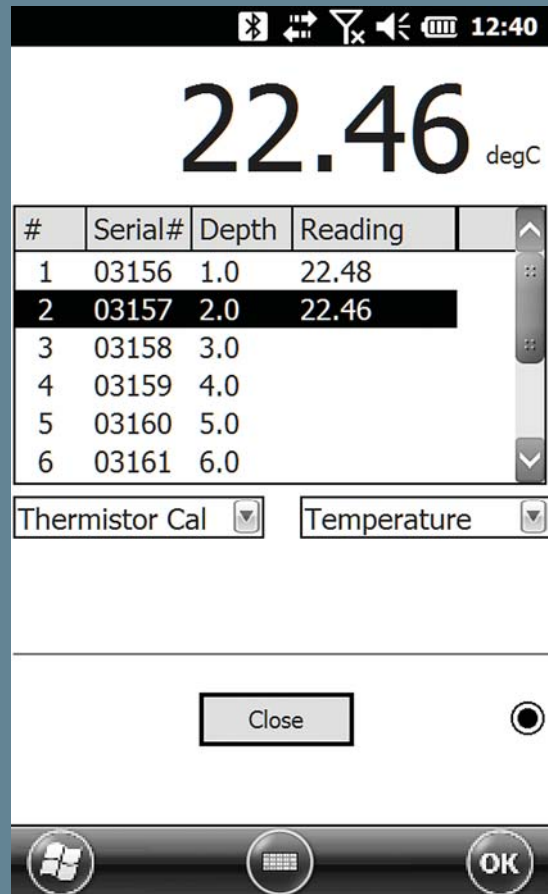 12:40
22.46 degC
# Serial# Depth Reading
1 03156 1.0 22.48
2 03157 2.0 22.46
3 03158 3.0
4 03159 4.0
5 03160 5.0
6 03161 6.0
Thermistor Cal Temperature
Close
OK